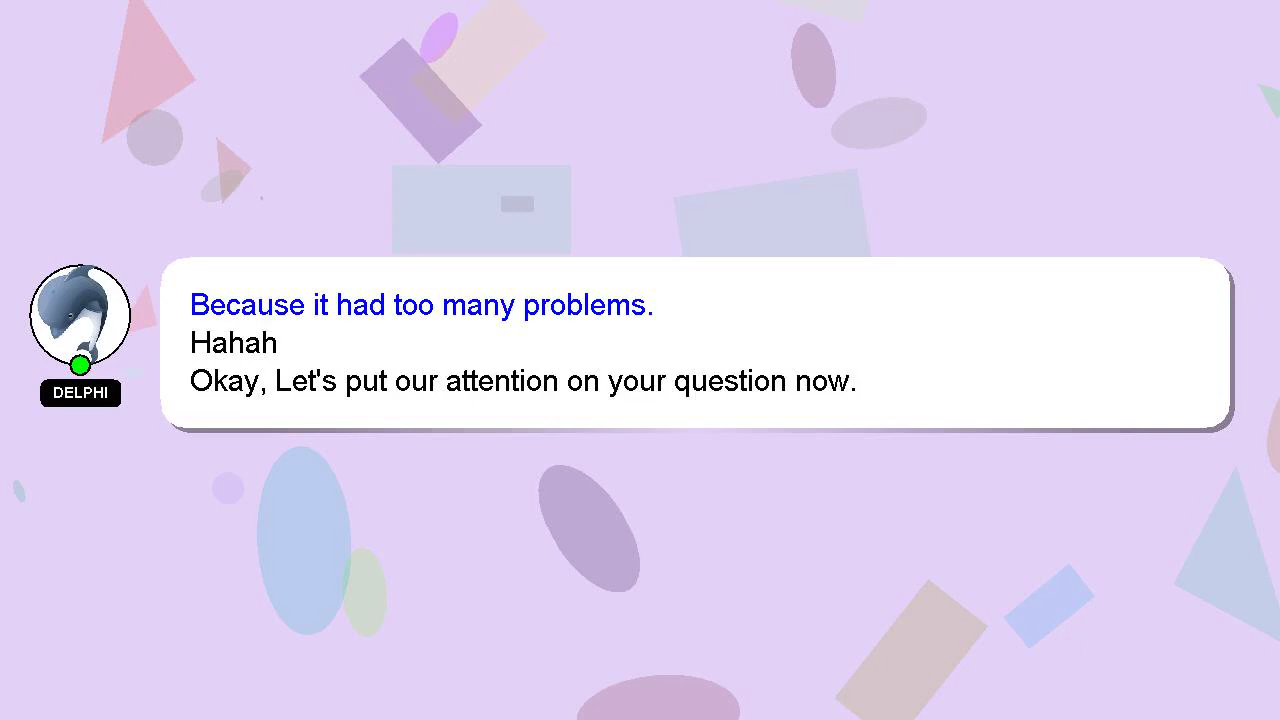 Because it had too many problems.
Hahah
Okay, Let's put our attention on your question now.
DELPHI